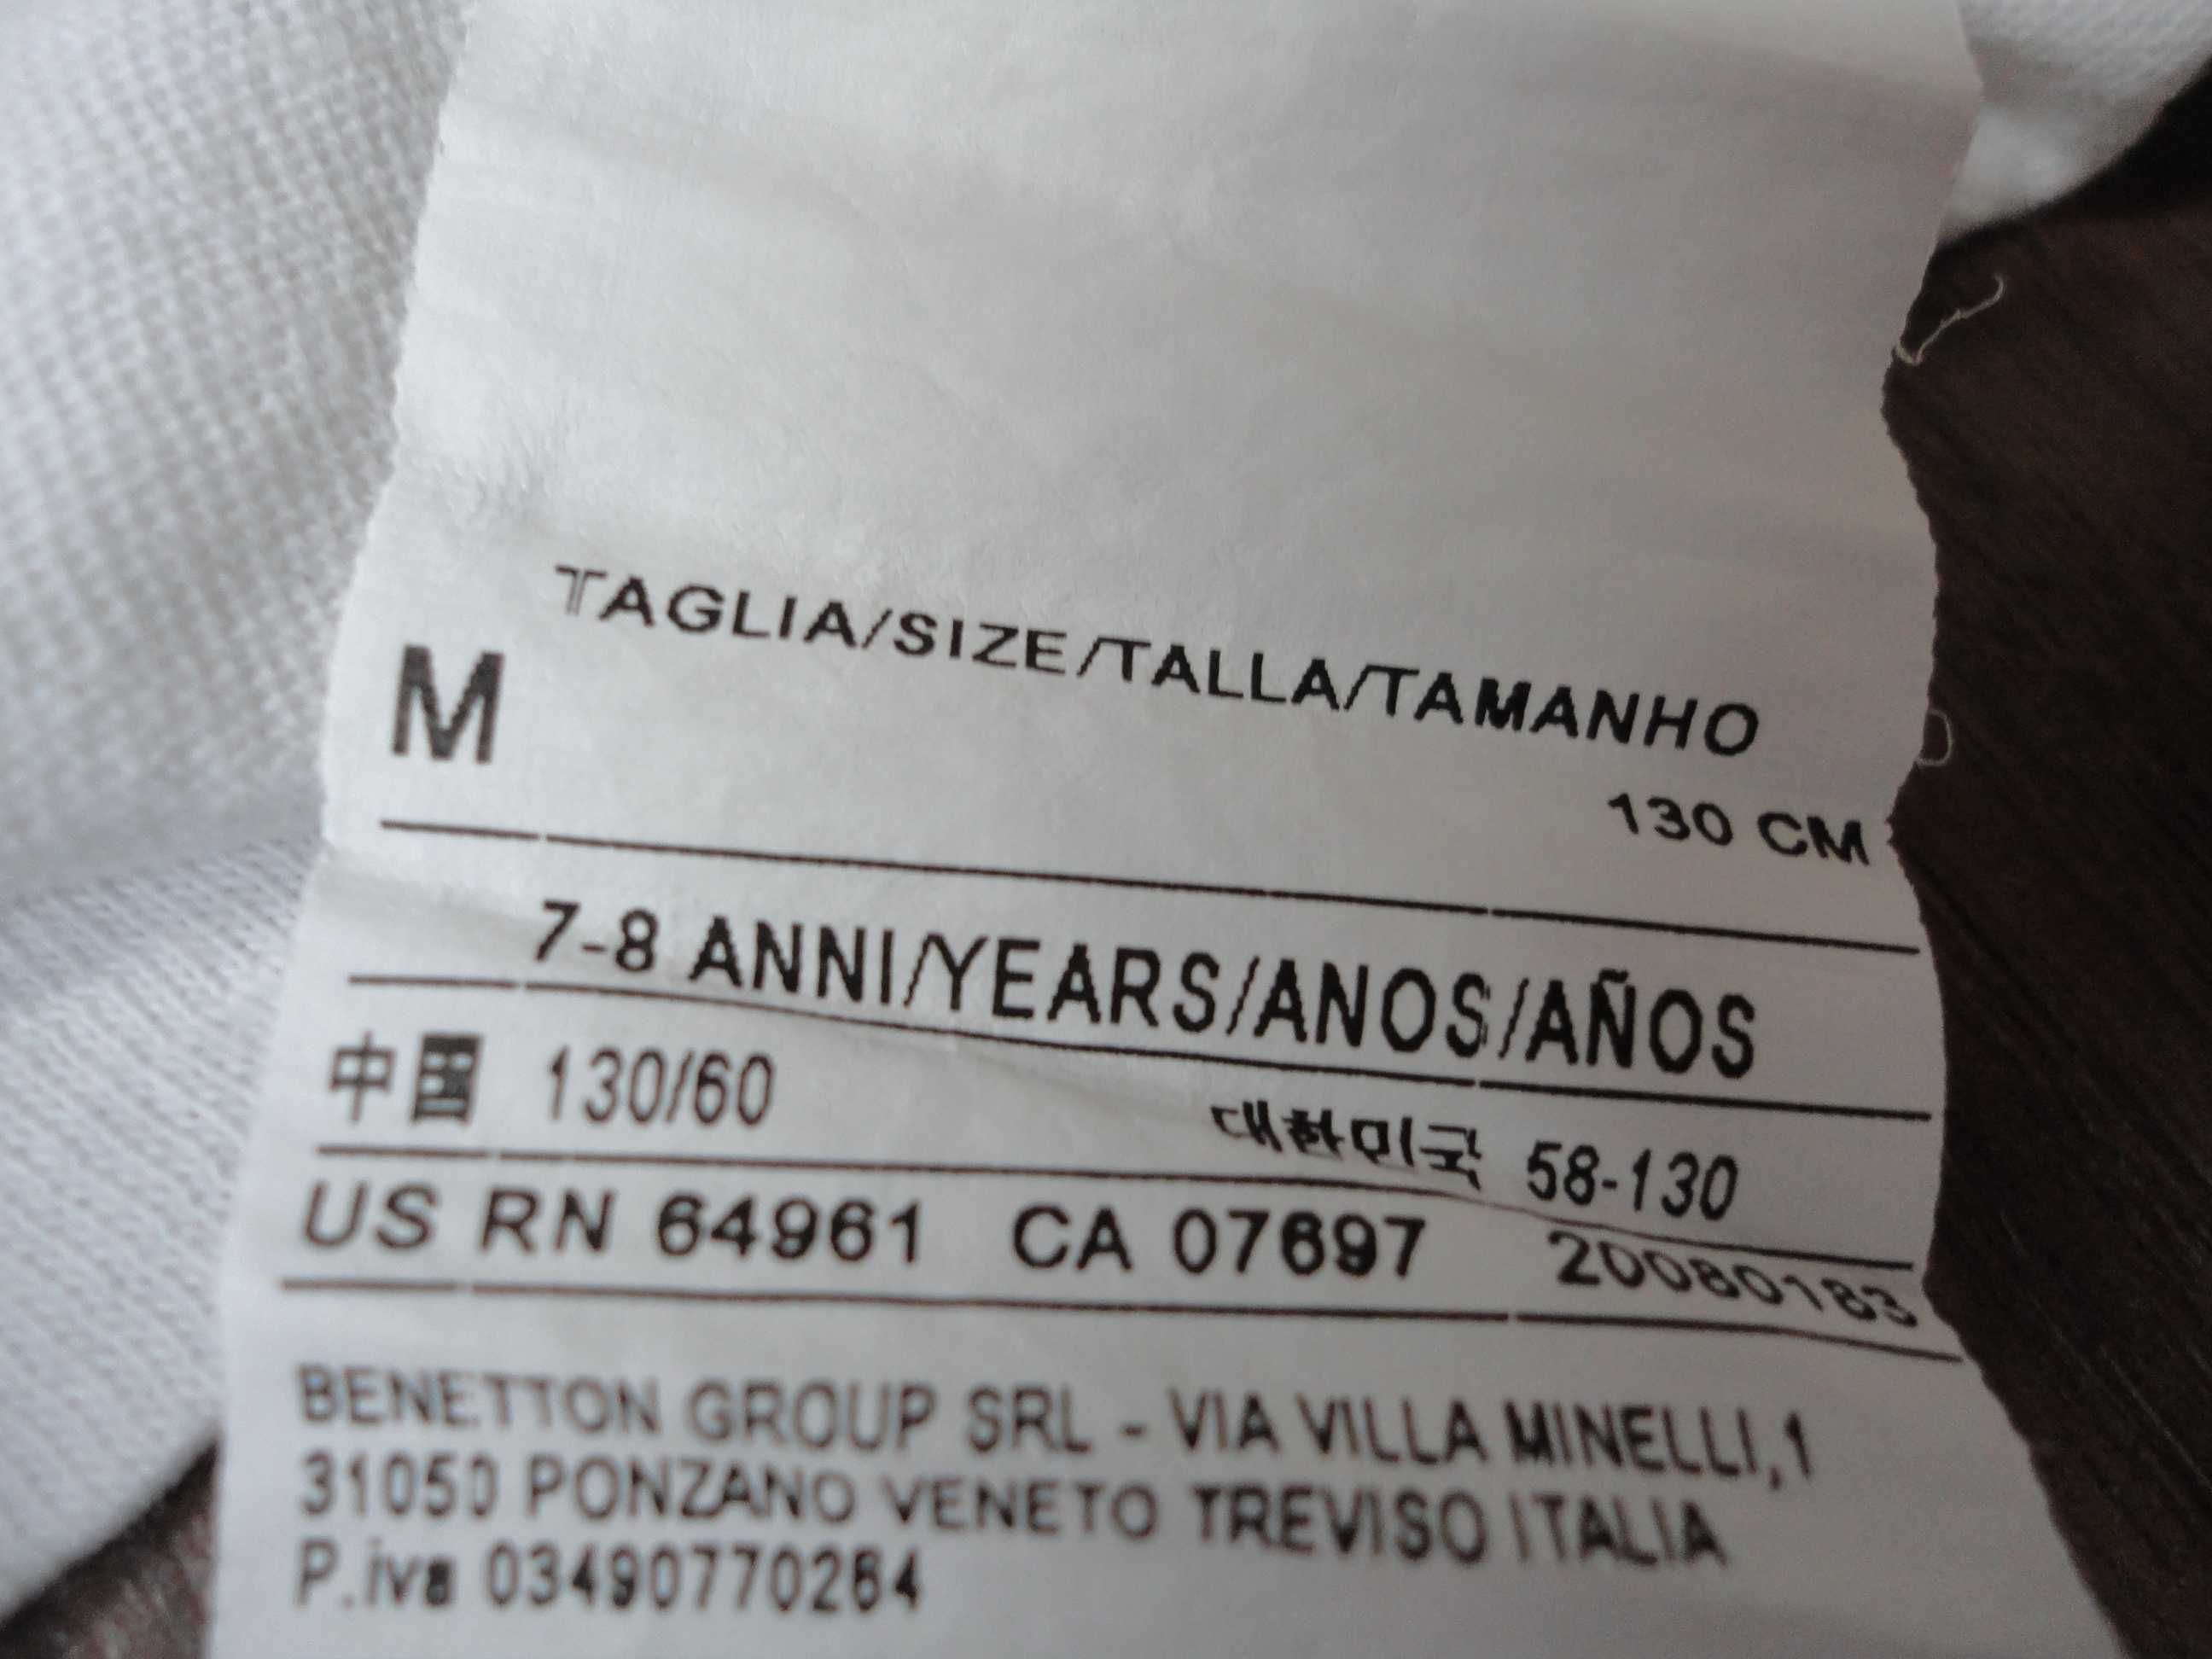 TAGLIA/SIZE/TALLA/TAMANHO
M
130 CM
7-8 ANNI/YEARS/ANOS/AÑOS
中国 130/60 대한민국 58-130
US RN 64961 CA 07697 20080183
BENETTON GROUP SRL - VIA VILLA MINELLI,1
31050 PONZANO VENETO TREVISO ITALIA
P.iva 03490770264